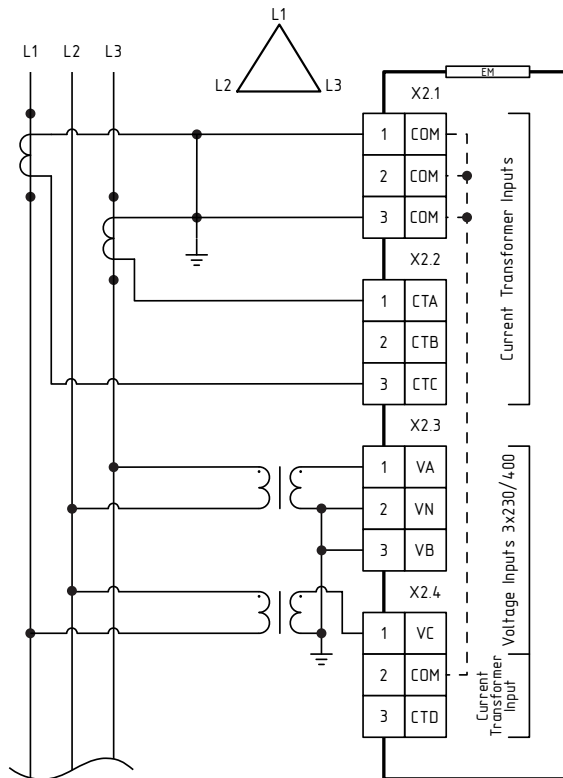 L1
L1 L2 L3
L2 L3
EM
X2.1
1 COM
2 COM
3 COM
Current Transformer Inputs
X2.2
1 CTA
2 CTB
3 CTC
X2.3
1 VA
2 VN
3 VB
Voltage Inputs 3x230/400
X2.4
1 VC
2 COM
3 CTD
Current
Transformer
Input